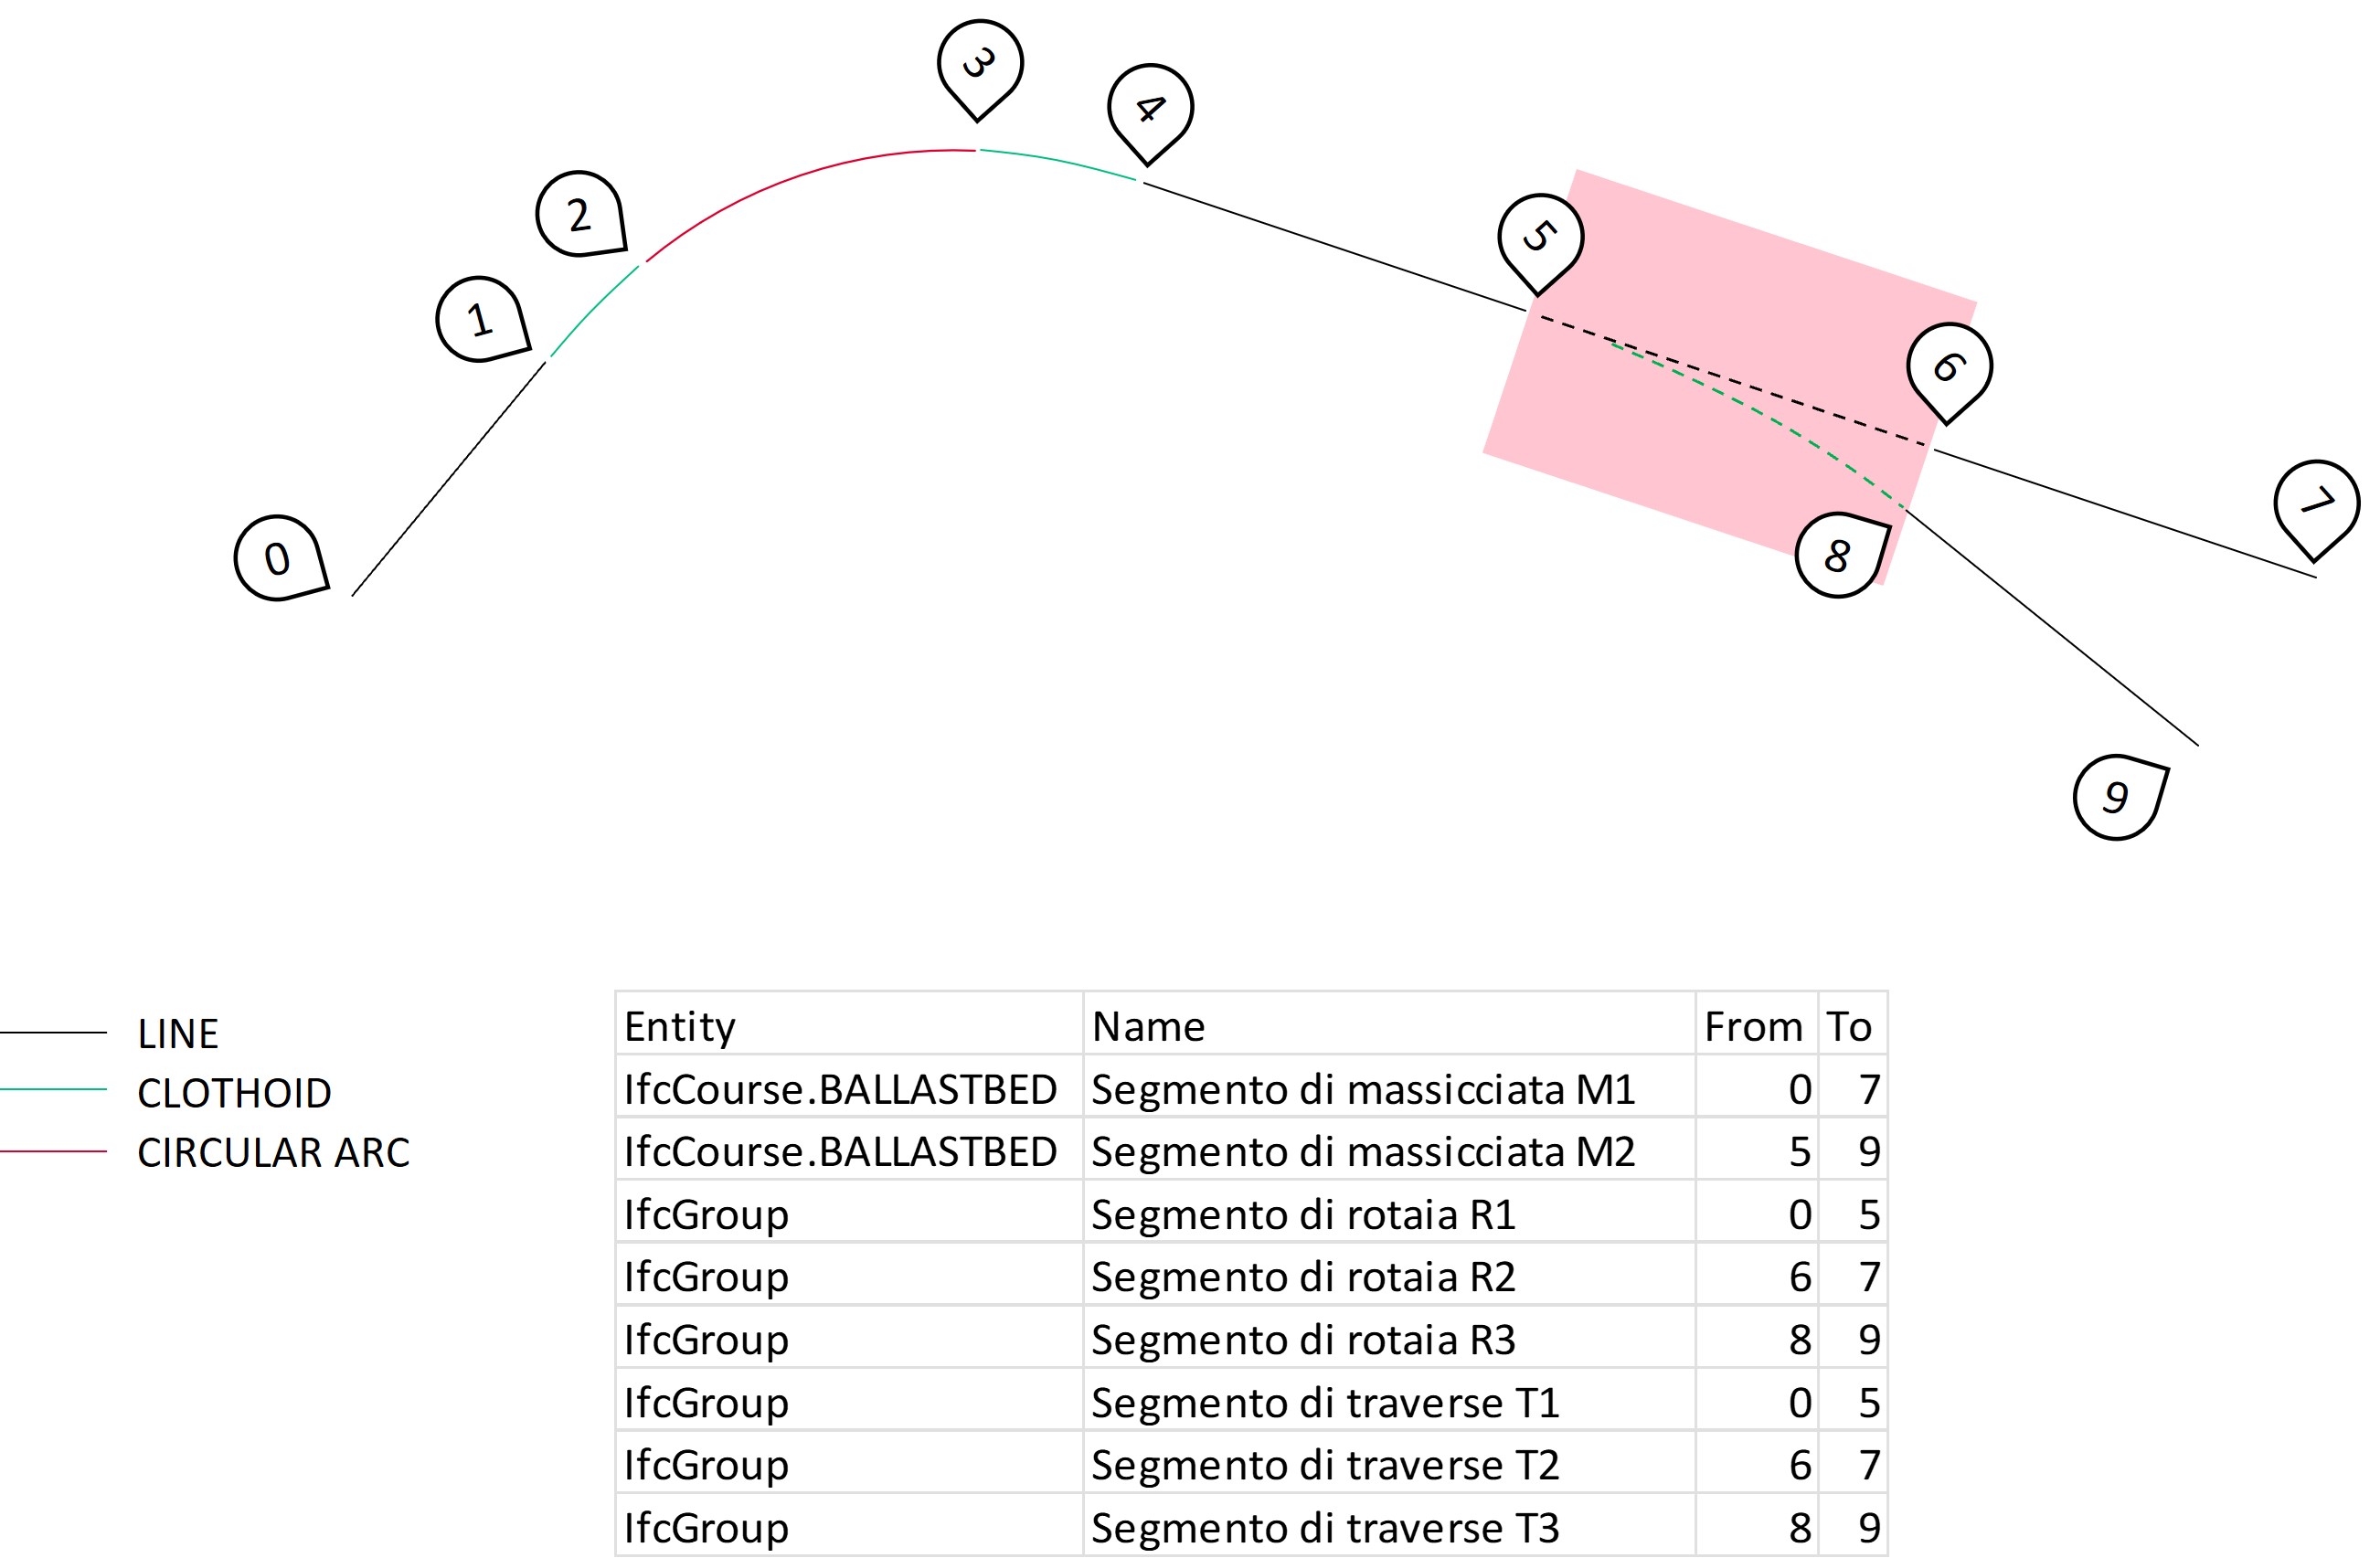 3
4
2
5
1
6
7
0
8
9
LINE
CLOTHOID
CIRCULAR ARC
Entity Name From To
IfcCourse.BALLASTBED Segmento di massicciata M1 0 7
IfcCourse.BALLASTBED Segmento di massicciata M2 5 9
IfcGroup Segmento di rotaia R1 0 5
IfcGroup Segmento di rotaia R2 6 7
IfcGroup Segmento di rotaia R3 8 9
IfcGroup Segmento di traverse T1 0 5
IfcGroup Segmento di traverse T2 6 7
IfcGroup Segmento di traverse T3 8 9